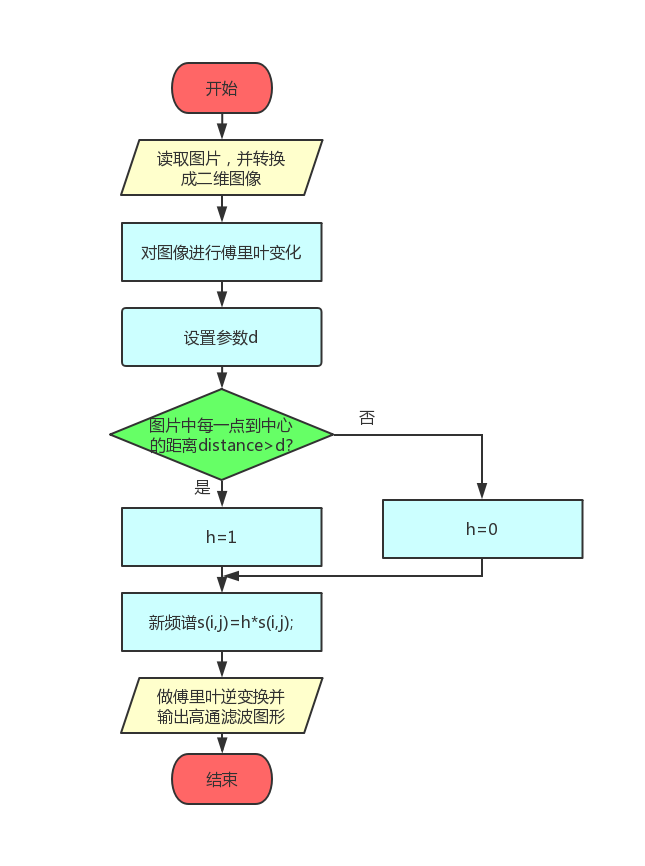 开始
读取图片，并转换
成二维图像
对图像进行傅里叶变化
设置参数d
图片中每一点到中心
的距离distance>d?
否
是
h=1
h=0
新频谱s(i,j)=h*s(i,j);
做傅里叶逆变换并
输出高通滤波图形
结束